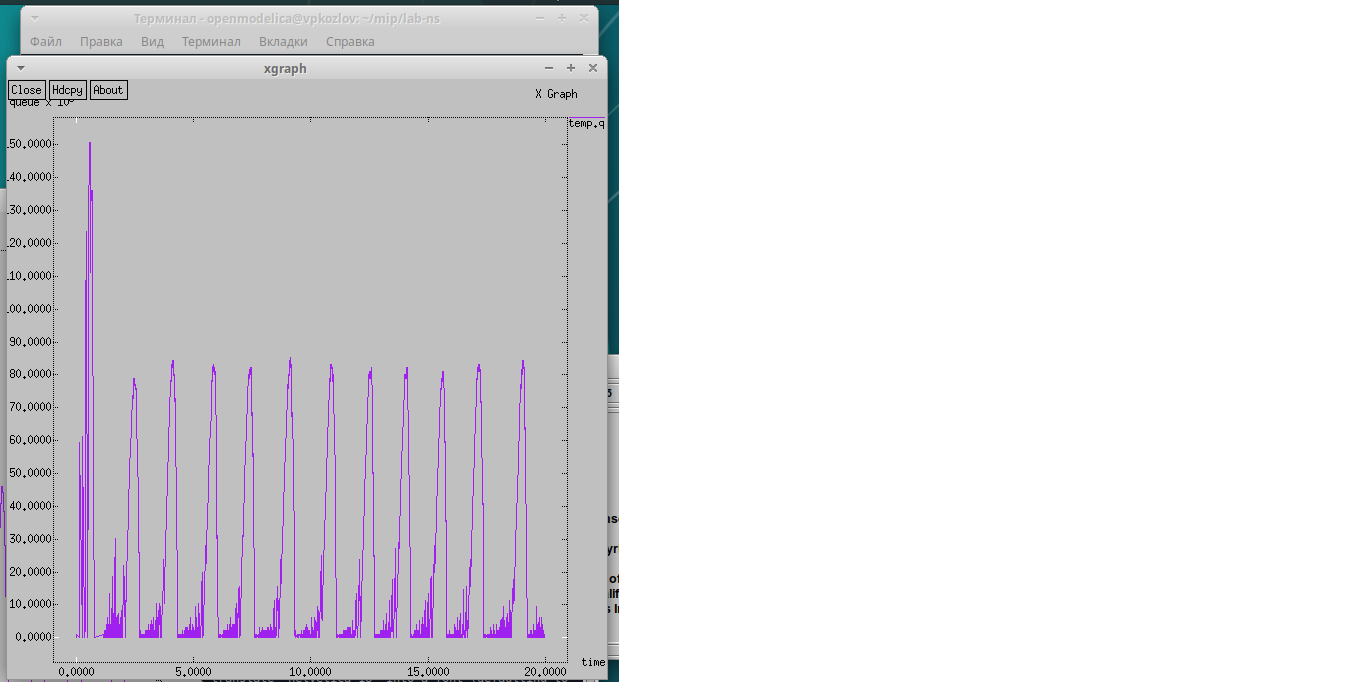 Терминал - openmodelica@vpkozlov: ~/mip/lab-ns
Файл Правка Вид Терминал Вкладки Справка
xgraph
Close Hdcpy About
X Graph
queue x 10
temp.q
50.0000
40.0000
30.0000
20.0000
10.0000
00.0000
90.0000
80.0000
70.0000
60.0000
50.0000
40.0000
30.0000
20.0000
10.0000
0.0000
time
0.0000 5.0000 10.0000 15.0000 20.0000
of